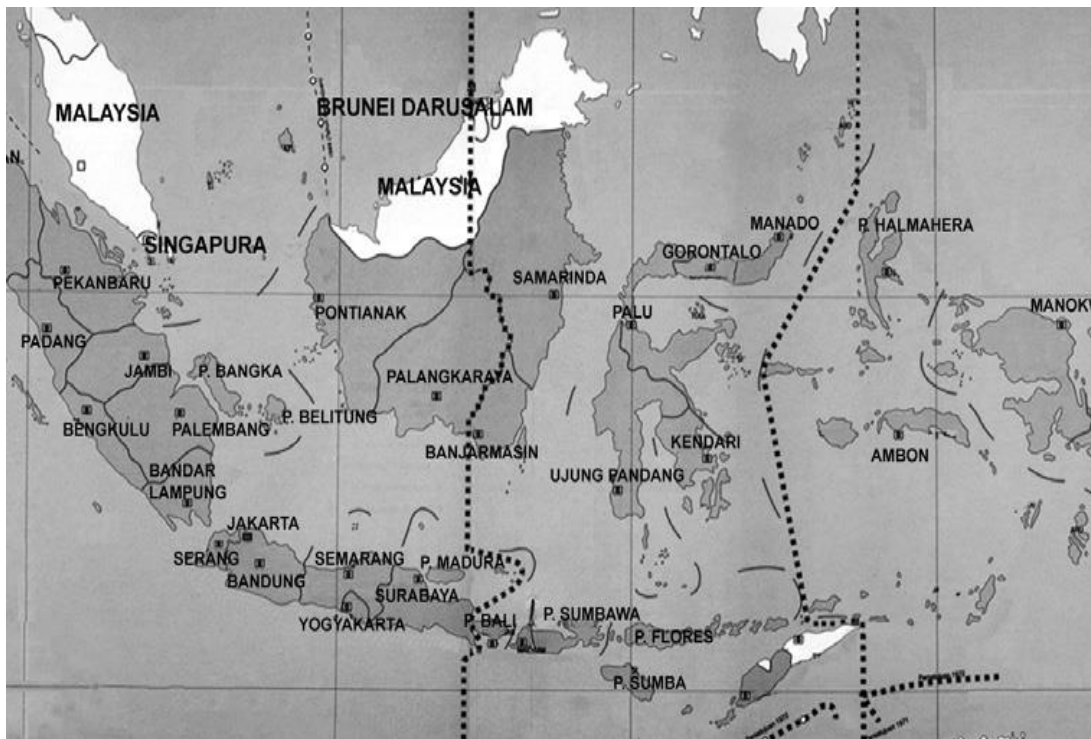 MALAYSIA
BRUNEI DARUSALAM
MALAYSIA
SINGAPURA
MANADO
P. HALMAHERA
GORONTALO
PEKANBARU
SAMARINDA
PONTIANAK
PALU
PADANG
JAMBI
P. BANGKA
PALANGKARAYA
P. BELITUNG
BENGKULU
PALEMBANG
BANJARMASIN
KENDARI
AMBON
BANDAR
LAMPUNG
UJUNG PANDANG
JAKARTA
SERANG
BANDUNG
SEMARANG
P. MADURA
SURABAYA
YOGYAKARTA
P. BALI
P. SUMBAWA
P. FLORES
P. SUMBA